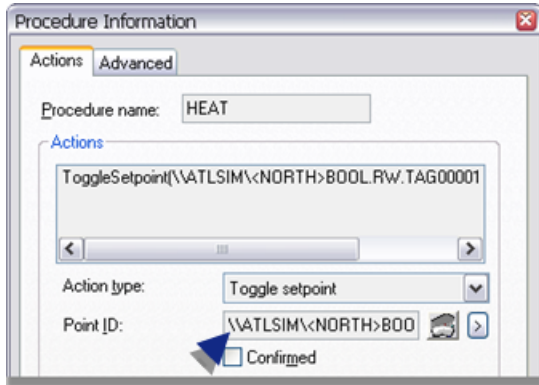 Procedure Information
Actions Advanced
Procedure name: HEAT
Actions
ToggleSetpoint(\\ATLSIM\<NORTH>BOOL.RW.TAG00001
Action type: Toggle setpoint
Point ID: \\ATLSIM\<NORTH>BOO
Confirmed